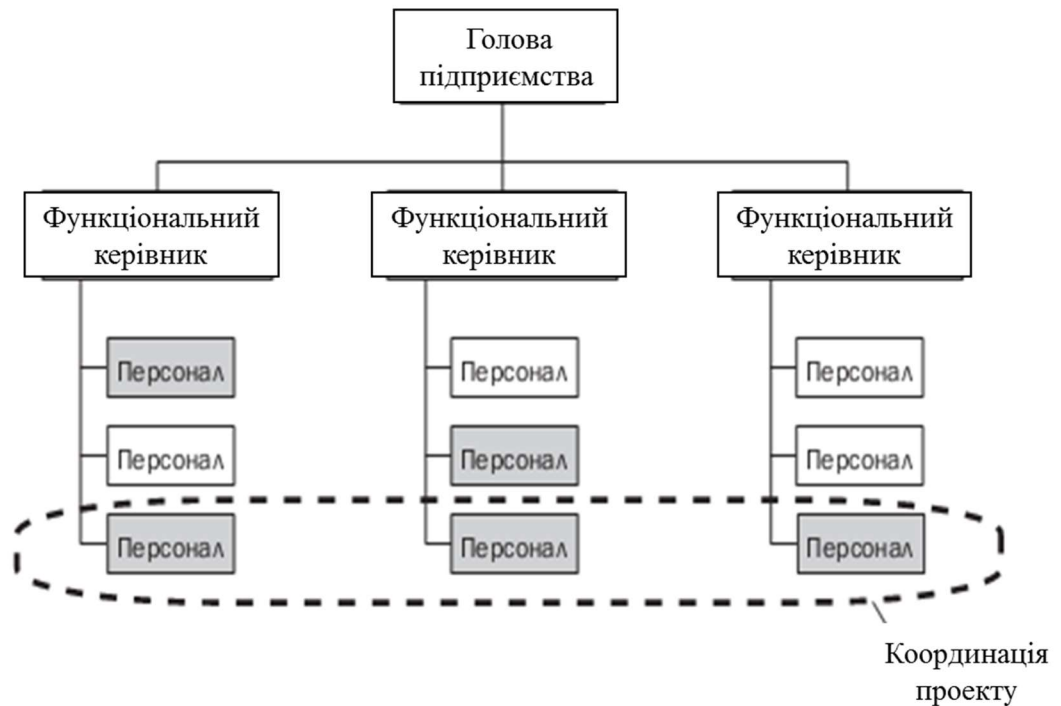 Голова
підприємства
Функціональний
керівник
Функціональний
керівник
Функціональний
керівник
Персонал
Персонал
Персонал
Персонал
Персонал
Персонал
Персонал
Персонал
Персонал
Координація
проекту